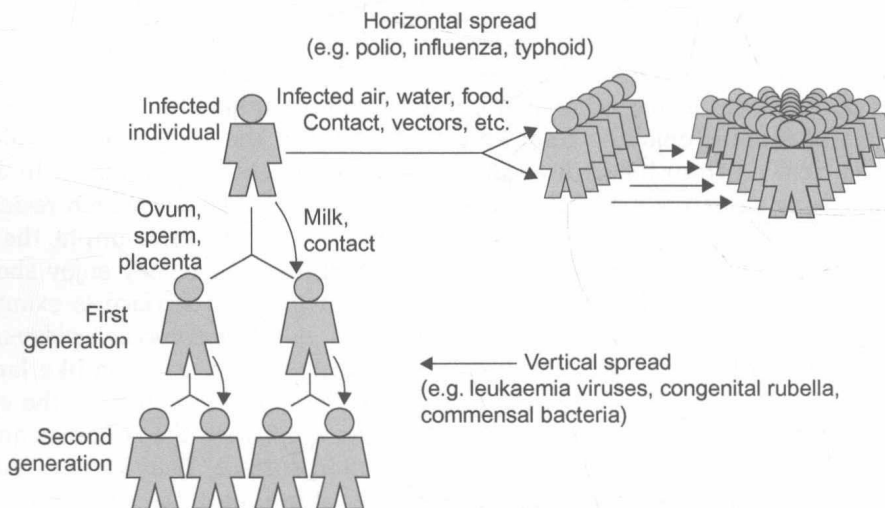 Horizontal spread
(e.g. polio, influenza, typhoid)
Infected
individual
Infected air, water, food.
Contact, vectors, etc.
Ovum,
sperm,
placenta
Milk,
contact
First
generation
Vertical spread
(e.g. leukaemia viruses, congenital rubella,
commensal bacteria)
Second
generation